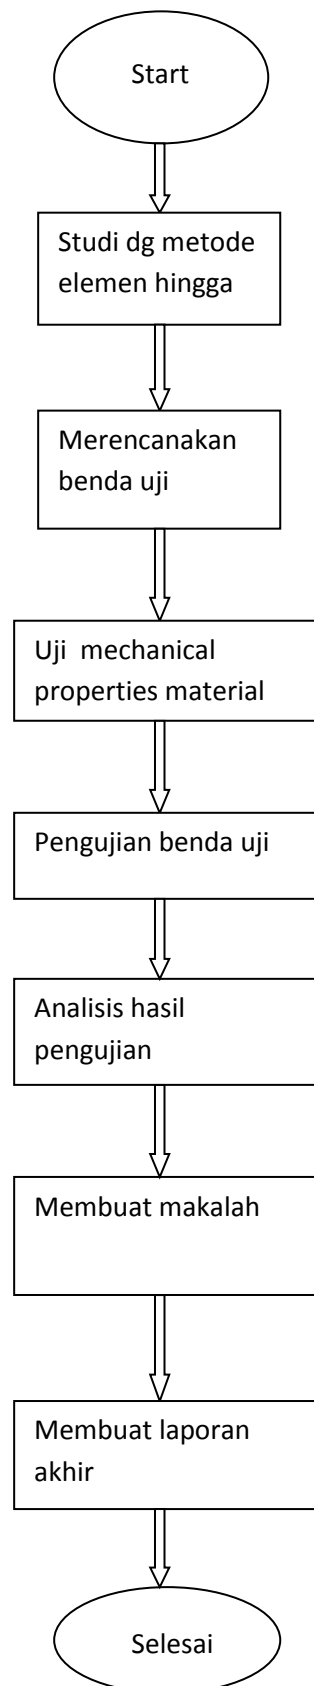 Start
Studi dg metode
elemen hingga
Merencanakan
benda uji
Uji  mechanical
properties material
Pengujian benda uji
Analisis hasil
pengujian
Membuat makalah
Membuat laporan
akhir
Selesai